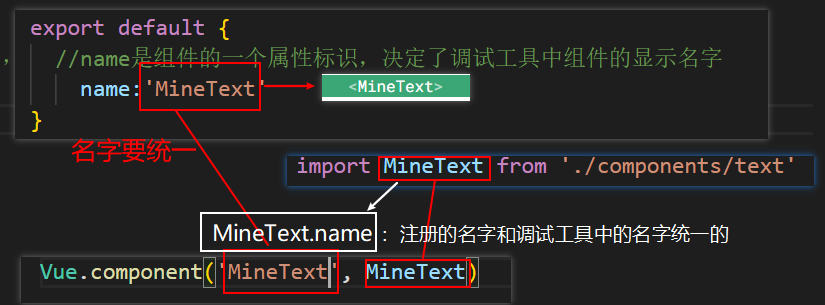 export default {
, //name是组件的一个属性标识，决定了调试工具中组件的显示名字
name:'MineText'
<MineText>
}
名字要统一
import MineText from './components/text'
MineText.name：注册的名字和调试工具中的名字统一的
Vue.component('MineText', MineText)